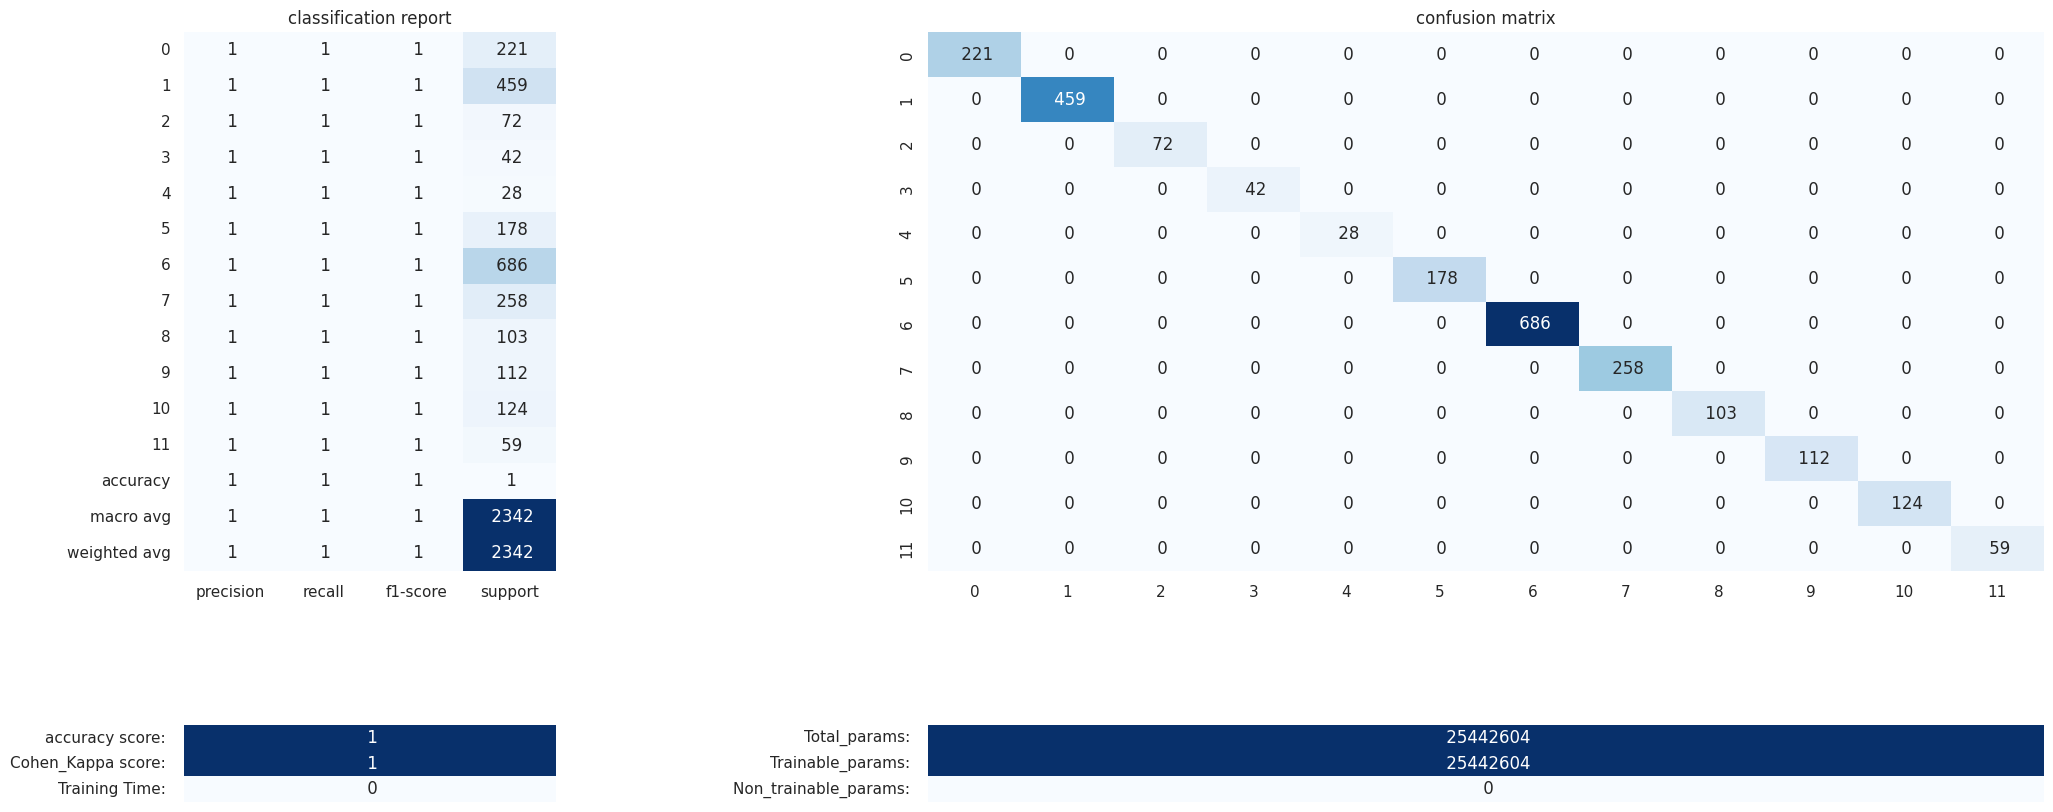 classification report
0 1 1 1 221
1 1 1 1 459
2 1 1 1 72
3 1 1 1 42
4 1 1 1 28
5 1 1 1 178
6 1 1 1 686
7 1 1 1 258
8 1 1 1 103
9 1 1 1 112
10 1 1 1 124
11 1 1 1 59
accuracy 1 1 1 1
macro avg 1 1 1 2342
weighted avg 1 1 1 2342
precision recall f1-score support
confusion matrix
0 221 0 0 0 0 0 0 0 0 0 0 0
1 0 459 0 0 0 0 0 0 0 0 0 0
2 0 0 72 0 0 0 0 0 0 0 0 0
3 0 0 0 42 0 0 0 0 0 0 0 0
4 0 0 0 0 28 0 0 0 0 0 0 0
5 0 0 0 0 0 178 0 0 0 0 0 0
6 0 0 0 0 0 0 686 0 0 0 0 0
7 0 0 0 0 0 0 0 258 0 0 0 0
8 0 0 0 0 0 0 0 0 103 0 0 0
9 0 0 0 0 0 0 0 0 0 112 0 0
10 0 0 0 0 0 0 0 0 0 0 124 0
11 0 0 0 0 0 0 0 0 0 0 0 59
0 1 2 3 4 5 6 7 8 9 10 11
accuracy score: 1
Cohen_Kappa score: 1
Training Time: 0
Total_params: 25442604
Trainable_params: 25442604
Non_trainable_params: 0